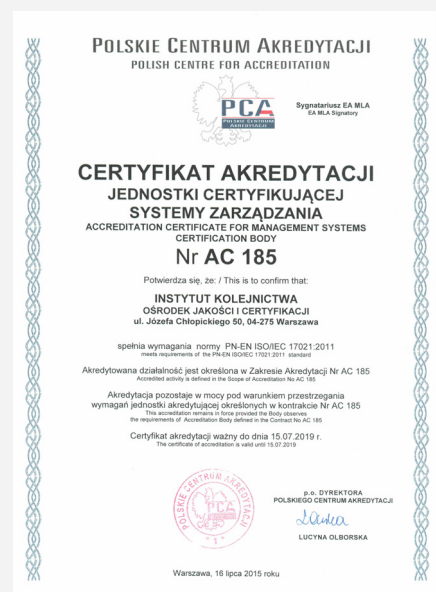 POLSKIE CENTRUM AKREDYTACJI
POLISH CENTRE FOR ACCREDITATION
PCA
POLSKIE CENTRUM
AKREDYTACJI
Sygnatariusz EA MLA
EA MLA Signatory
CERTYFIKAT AKREDYTACJI
JEDNOSTKI CERTYFIKUJĄCEJ
SYSTEMY ZARZĄDZANIA
ACCREDITATION CERTIFICATE FOR MANAGEMENT SYSTEMS
CERTIFICATION BODY
Nr AC 185
Potwierdza się, że: / This is to confirm that:
INSTYTUT KOLEJNICTWA
OŚRODEK JAKOŚCI I CERTYFIKACJI
ul. Józefa Chłopickiego 50, 04-275 Warszawa
spełnia wymagania normy PN-EN ISO/IEC 17021:2011
meets requirements of the PN-EN ISO/IEC 17021:2011 standard
Akredytowana działalność jest określona w Zakresie Akredytacji Nr AC 185
Accredited activity is defined in the Scope of Accreditation No AC 185
Akredytacja pozostaje w mocy pod warunkiem przestrzegania
wymagań jednostki akredytującej określonych w kontrakcie Nr AC 185
This accreditation remains in force provided the Body observes
the requirements of Accreditation Body defined in the Contract No AC 185
Certyfikat akredytacji ważny do dnia 15.07.2019 r.
The certificate of accreditation is valid until 15.07.2019
POLSKIE CENTRUM AKREDYTACJI
PCA
* 1 *
p.o. DYREKTORA
POLSKIEGO CENTRUM AKREDYTACJI
LUCYNA OLBORSKA
Warszawa, 16 lipca 2015 roku